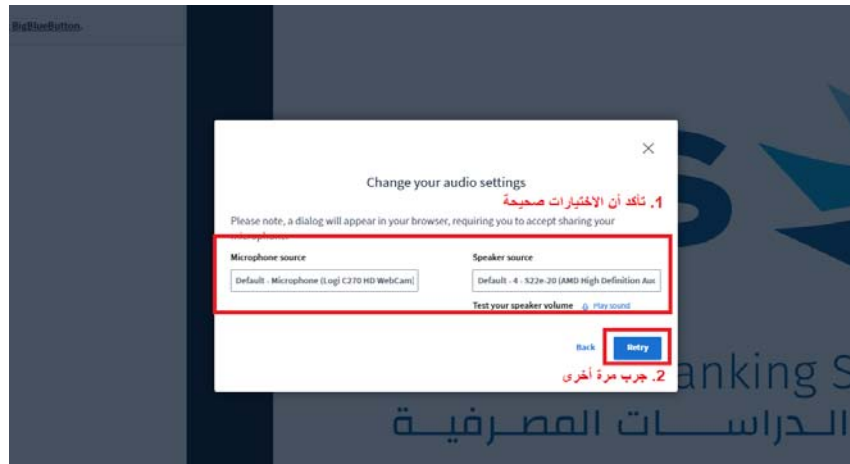 BigBlueButton.
Change your audio settings
1. تأكد أن الاختيارات صحيحة
Please note, a dialog will appear in your browser, requiring you to accept sharing your
microphone.
Microphone source
Speaker source
Default - Microphone (Logi C270 HD WebCam)
Default - 4 - S22e-20 (AMD High Definition Aus
Test your speaker volume Play sound
Back
Retry
2. جرب مرة أخرى
anking S
الدراسات المصرفية